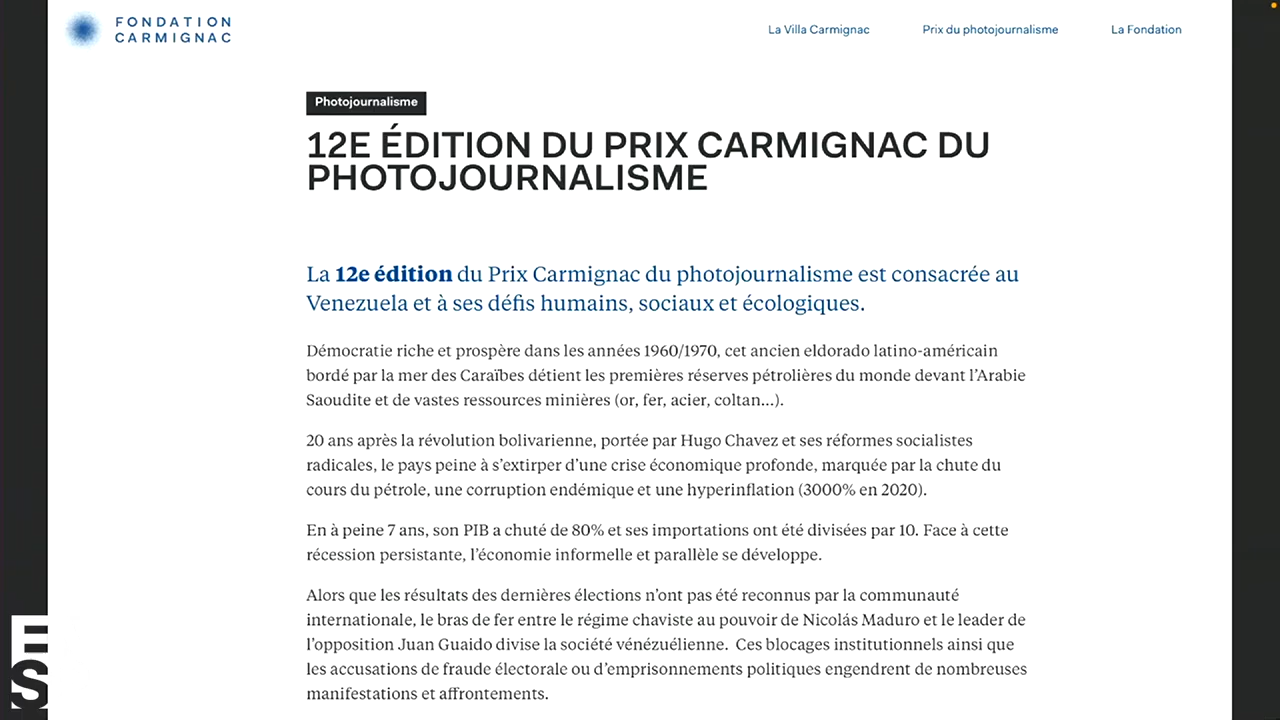 FONDATION
CARMIGNAC
La Villa Carmignac
Prix du photojournalisme
La Fondation
Photojournalisme
12E ÉDITION DU PRIX CARMIGNAC DU
PHOTOJOURNALISME
La 12e édition du Prix Carmignac du photojournalisme est consacrée au
Venezuela et à ses défis humains, sociaux et écologiques.
Démocratie riche et prospère dans les années 1960/1970, cet ancien eldorado latino-américain
bordé par la mer des Caraïbes détient les premières réserves pétrolières du monde devant l’Arabie
Saoudite et de vastes ressources minières (or, fer, acier, coltan...).
20 ans après la révolution bolivarienne, portée par Hugo Chavez et ses réformes socialistes
radicales, le pays peine à s’extirper d’une crise économique profonde, marquée par la chute du
cours du pétrole, une corruption endémique et une hyperinflation (3000% en 2020).
En à peine 7 ans, son PIB a chuté de 80% et ses importations ont été divisées par 10. Face à cette
récession persistante, l’économie informelle et parallèle se développe.
Alors que les résultats des dernières élections n’ont pas été reconnus par la communauté
internationale, le bras de fer entre le régime chaviste au pouvoir de Nicolás Maduro et le leader de
l’opposition Juan Guaido divise la société vénézuélienne.  Ces blocages institutionnels ainsi que
les accusations de fraude électorale ou d’emprisonnements politiques engendrent de nombreuses
manifestations et affrontements.